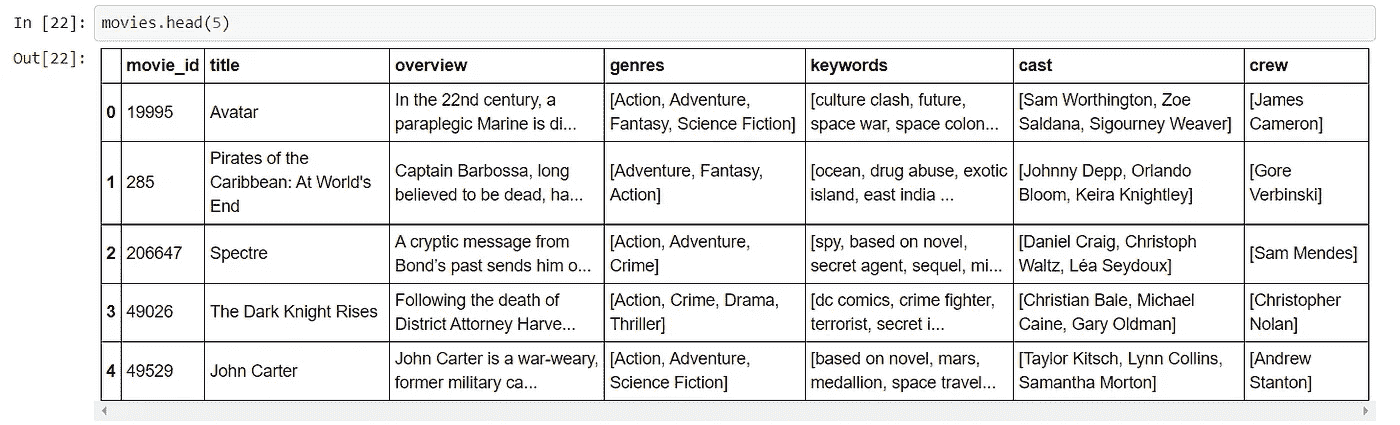 In [22]: movies.head(5)
Out[22]:
movie_id title overview genres keywords cast crew
0 19995 Avatar In the 22nd century, a paraplegic Marine is di... [Action, Adventure, Fantasy, Science Fiction] [culture clash, future, space war, space colon... [Sam Worthington, Zoe Saldana, Sigourney Weaver] [James Cameron]
1 285 Pirates of the Caribbean: At World's End Captain Barbossa, long believed to be dead, ha... [Adventure, Fantasy, Action] [ocean, drug abuse, exotic island, east india ... [Johnny Depp, Orlando Bloom, Keira Knightley] [Gore Verbinski]
2 206647 Spectre A cryptic message from Bond’s past sends him o... [Action, Adventure, Crime] [spy, based on novel, secret agent, sequel, mi... [Daniel Craig, Christoph Waltz, Léa Seydoux] [Sam Mendes]
3 49026 The Dark Knight Rises Following the death of District Attorney Harve... [Action, Crime, Drama, Thriller] [dc comics, crime fighter, terrorist, secret i... [Christian Bale, Michael Caine, Gary Oldman] [Christopher Nolan]
4 49529 John Carter John Carter is a war-weary, former military ca... [Action, Adventure, Science Fiction] [based on novel, mars, medallion, space travel... [Taylor Kitsch, Lynn Collins, Samantha Morton] [Andrew Stanton]